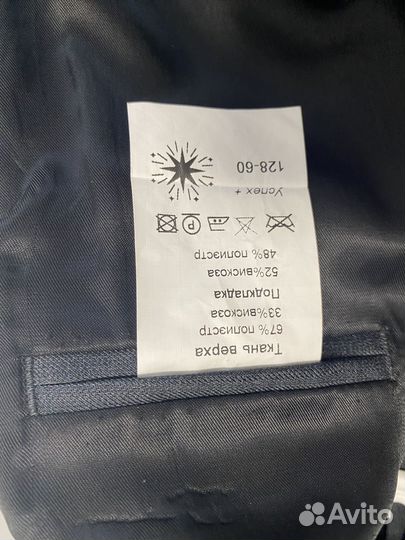 Ткань верха
67% полиэстр
33%вискоза
Подкладка
52%вискоза
48% полиэстр
P
Успех +
128-60
Avito